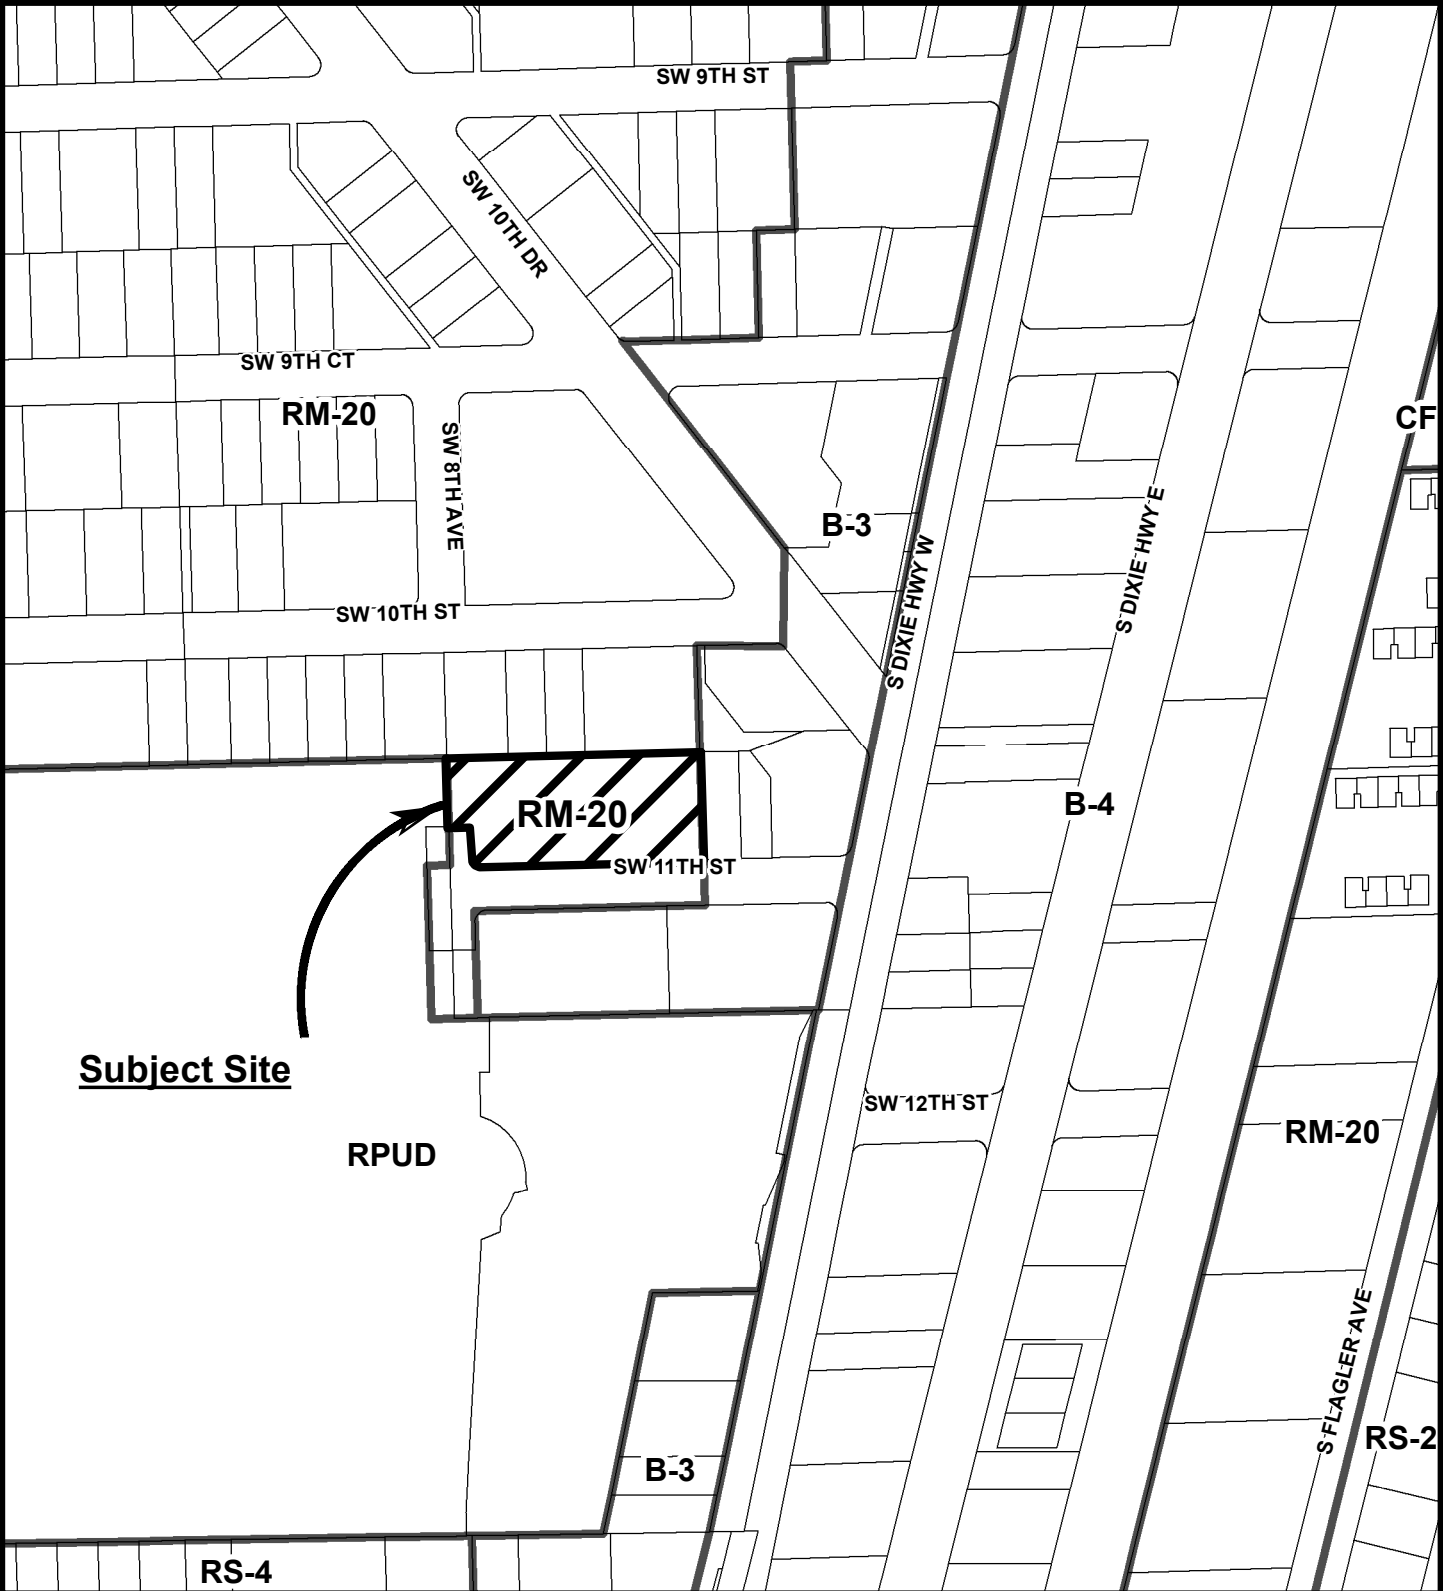 SW 9TH ST
SW 10TH DR
SW 9TH CT
RM-20
CF
SW 8TH AVE
B-3
S DIXIE HWY W
S DIXIE HWY E
SW 10TH ST
RM-20
B-4
SW 11TH ST
Subject Site
SW 12TH ST
RM-20
RPUD
S FLAGLER AVE
RS-2
B-3
RS-4